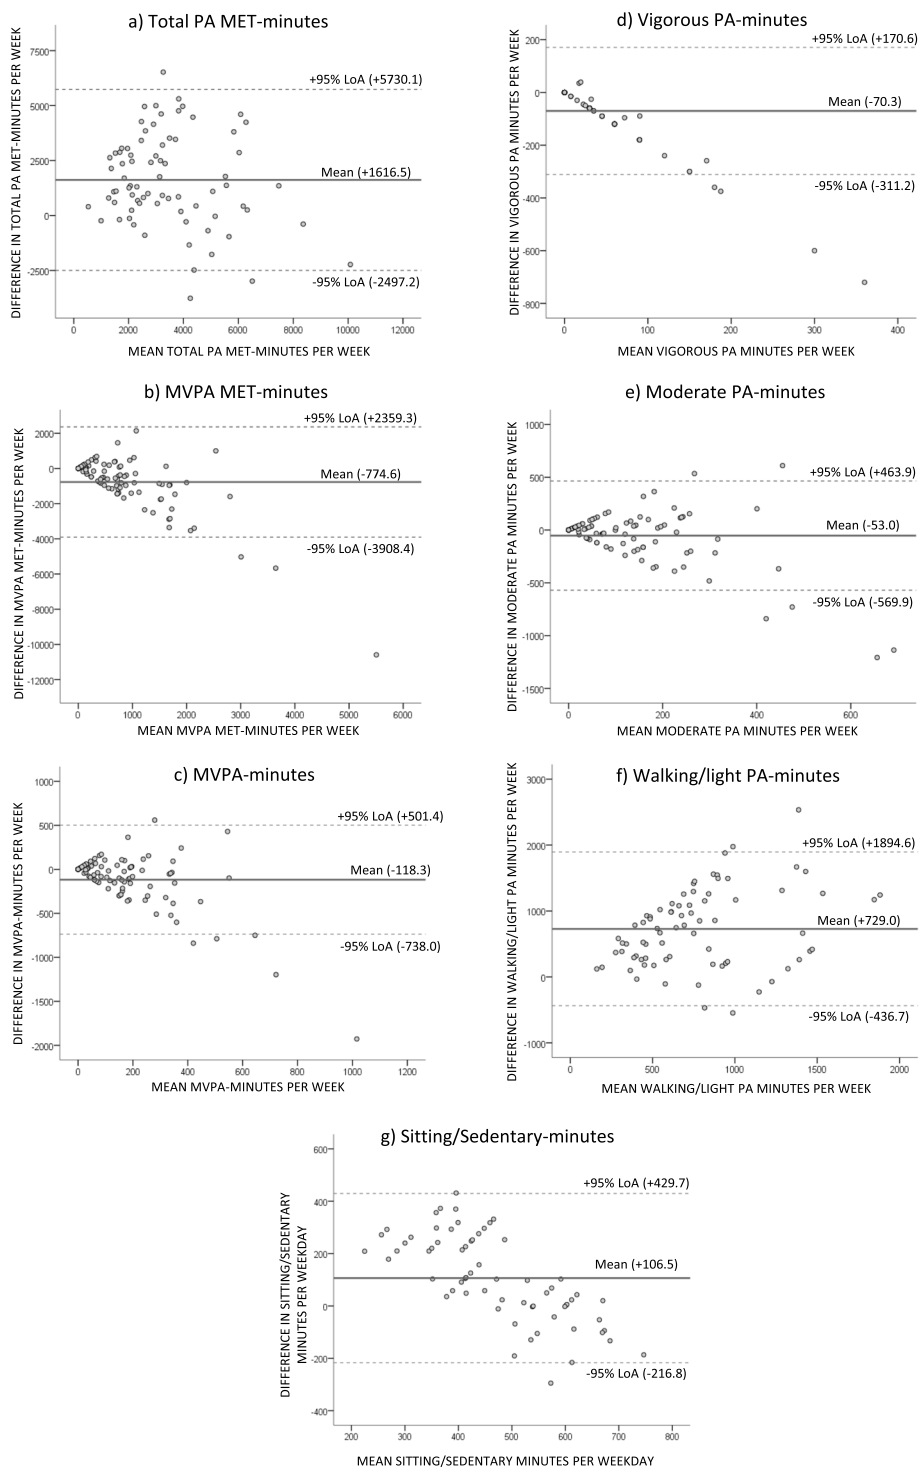 a) Total PA MET-minutes
DIFFERENCE IN TOTAL PA MET-MINUTES PER WEEK
7500
5000
2500
0
-2500
+95% LoA (+5730.1)
Mean (+1616.5)
-95% LoA (-2497.2)
0 2000 4000 6000 8000 10000 12000
MEAN TOTAL PA MET-MINUTES PER WEEK
d) Vigorous PA-minutes
DIFFERENCE IN VIGOROUS PA MINUTES PER WEEK
200
0
-200
-400
-600
-800
+95% LoA (+170.6)
Mean (-70.3)
-95% LoA (-311.2)
0 100 200 300 400
MEAN VIGOROUS PA MINUTES PER WEEK
b) MVPA MET-minutes
DIFFERENCE IN MVPA MET-MINUTES PER WEEK
2000
0
-2000
-4000
-6000
-8000
-10000
-12000
+95% LoA (+2359.3)
Mean (-774.6)
-95% LoA (-3908.4)
0 1000 2000 3000 4000 5000 6000
MEAN MVPA MET-MINUTES PER WEEK
e) Moderate PA-minutes
DIFFERENCE IN MODERATE PA MINUTES PER WEEK
1000
500
0
-500
-1000
-1500
+95% LoA (+463.9)
Mean (-53.0)
-95% LoA (-569.9)
0 200 400 600
MEAN MODERATE PA MINUTES PER WEEK
c) MVPA-minutes
DIFFERENCE IN MVPA-MINUTES PER WEEK
1000
500
0
-500
-1000
-1500
-2000
+95% LoA (+501.4)
Mean (-118.3)
-95% LoA (-738.0)
0 200 400 600 800 1000 1200
MEAN MVPA-MINUTES PER WEEK
f) Walking/light PA-minutes
DIFFERENCE IN WALKING/LIGHT PA MINUTES PER WEEK
3000
2000
1000
0
-1000
+95% LoA (+1894.6)
Mean (+729.0)
-95% LoA (-436.7)
0 500 1000 1500 2000
MEAN WALKING/LIGHT PA MINUTES PER WEEK
g) Sitting/Sedentary-minutes
DIFFERENCE IN SITTING/SEDENTARY
MINUTES PER WEEKDAY
600
400
200
0
-200
-400
+95% LoA (+429.7)
Mean (+106.5)
-95% LoA (-216.8)
200 300 400 500 600 700 800
MEAN SITTING/SEDENTARY MINUTES PER WEEKDAY